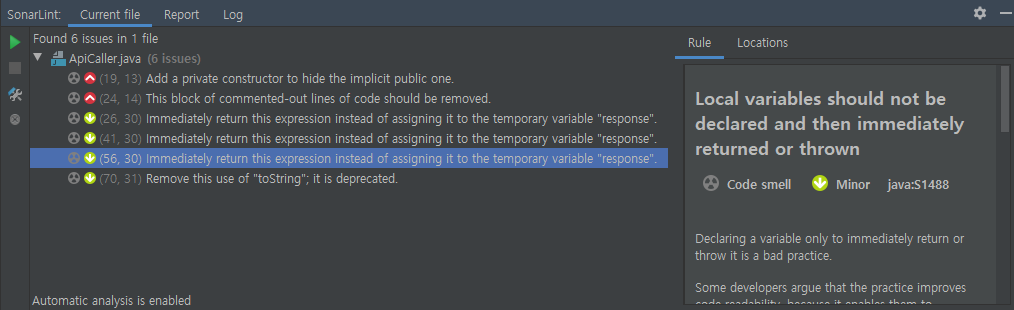 SonarLint: Current file Report Log
Found 6 issues in 1 file
ApiCaller.java (6 issues)
(19, 13) Add a private constructor to hide the implicit public one.
(24, 14) This block of commented-out lines of code should be removed.
(26, 30) Immediately return this expression instead of assigning it to the temporary variable "response".
(41, 30) Immediately return this expression instead of assigning it to the temporary variable "response".
(56, 30) Immediately return this expression instead of assigning it to the temporary variable "response".
(70, 31) Remove this use of "toString"; it is deprecated.
Automatic analysis is enabled
Rule Locations
Local variables should not be
declared and then immediately
returned or thrown
Code smell Minor java:S1488
Declaring a variable only to immediately return or
throw it is a bad practice.
Some developers argue that the practice improves
code readability, because it enables them to